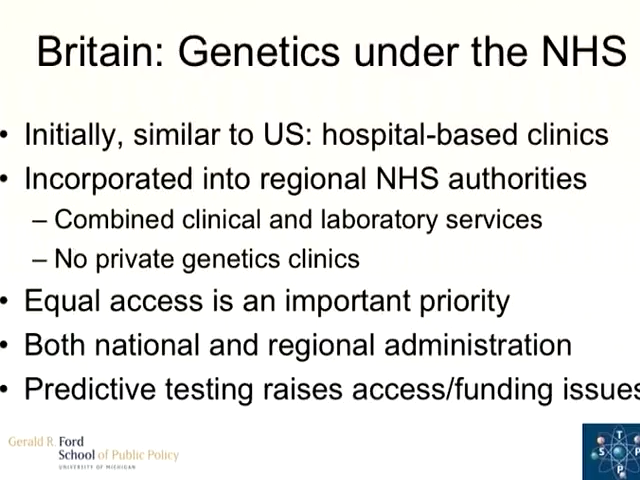 Britain: Genetics under the NHS
• Initially, similar to US: hospital-based clinics
• Incorporated into regional NHS authorities
– Combined clinical and laboratory services
– No private genetics clinics
• Equal access is an important priority
• Both national and regional administration
• Predictive testing raises access/funding issues
Gerald R. Ford
School of Public Policy
UNIVERSITY OF MICHIGAN
T
S P
P